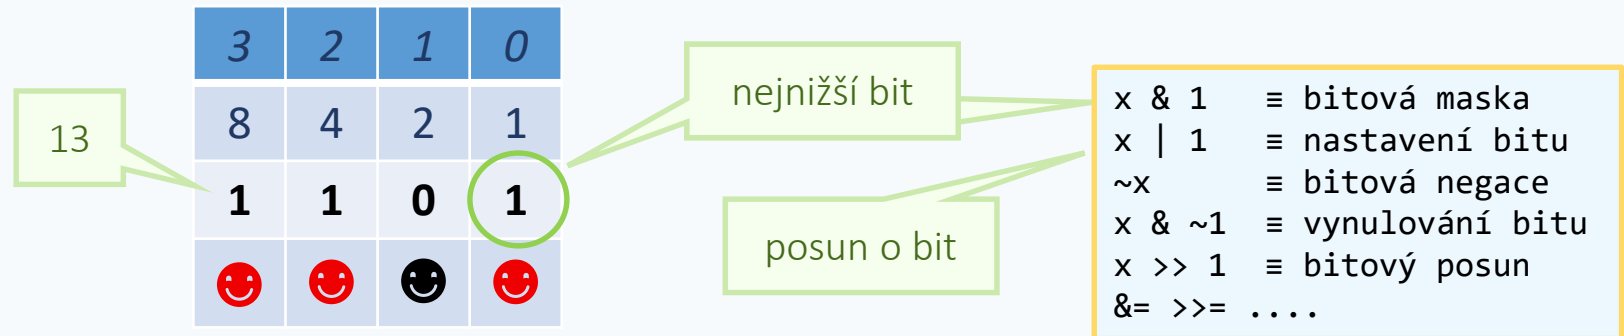 3 2 1 0
8 4 2 1
13
1 1 0 1
nejnižší bit
posun o bit
x & 1 ≡ bitová maska
x | 1 ≡ nastavení bitu
~x ≡ bitová negace
x & ~1 ≡ vynulování bitu
x >> 1 ≡ bitový posun
&= >>= ....